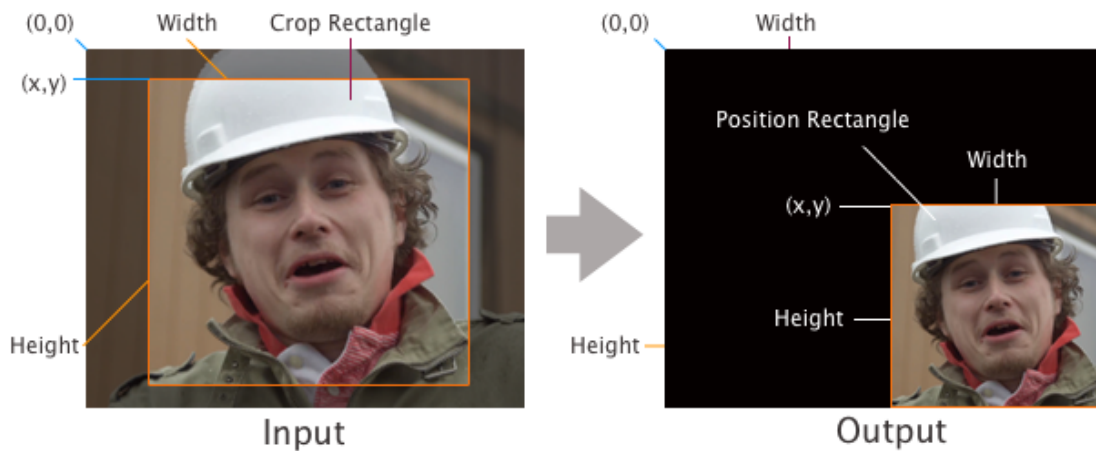 (0,0)
Width
Crop Rectangle
(x,y)
Height
Input
(0,0)
Width
Position Rectangle
Width
(x,y)
Height
Height
Output